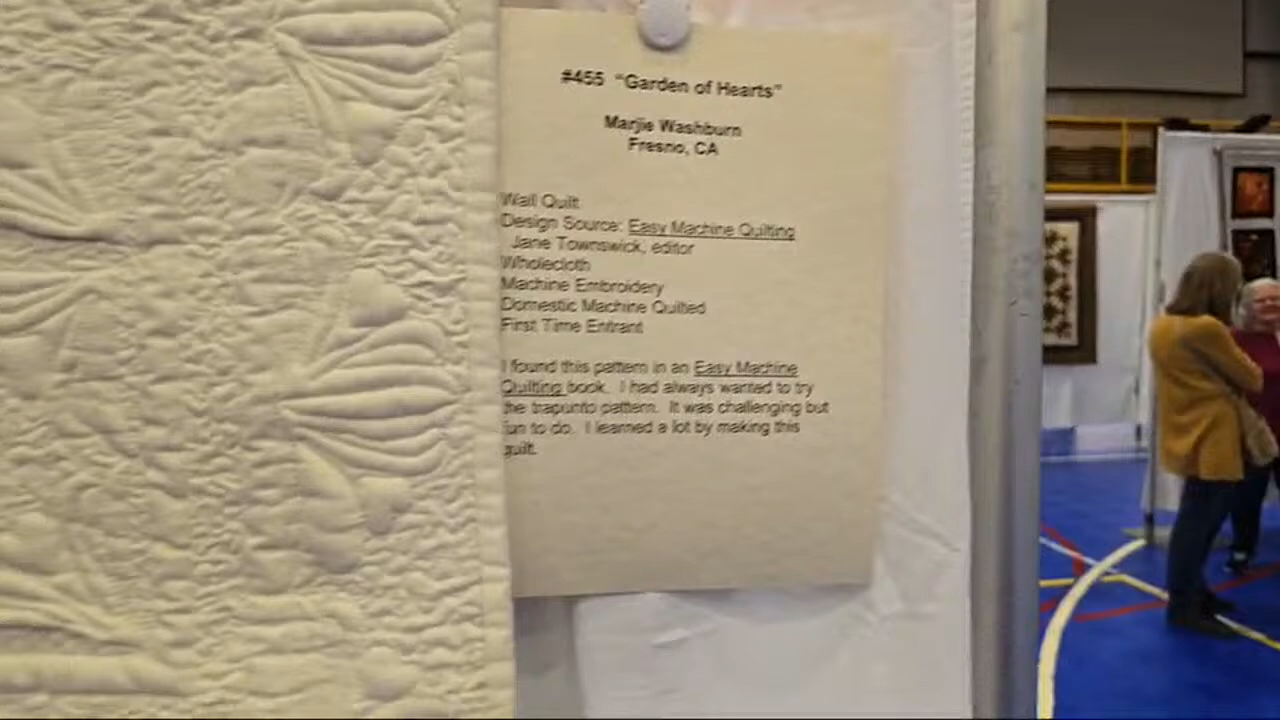 #455 "Garden of Hearts"
Marjie Washburn
Fresno, CA
Wall Quilt
Design Source: Easy Machine Quilting
Jane Townswick, editor
Wholecloth
Machine Embroidery
Domestic Machine Quilted
First Time Entrant
I found this pattern in an Easy Machine
Quilting book. I had always wanted to try
the trapunto pattern. It was challenging but
fun to do. I learned a lot by making this
quilt.